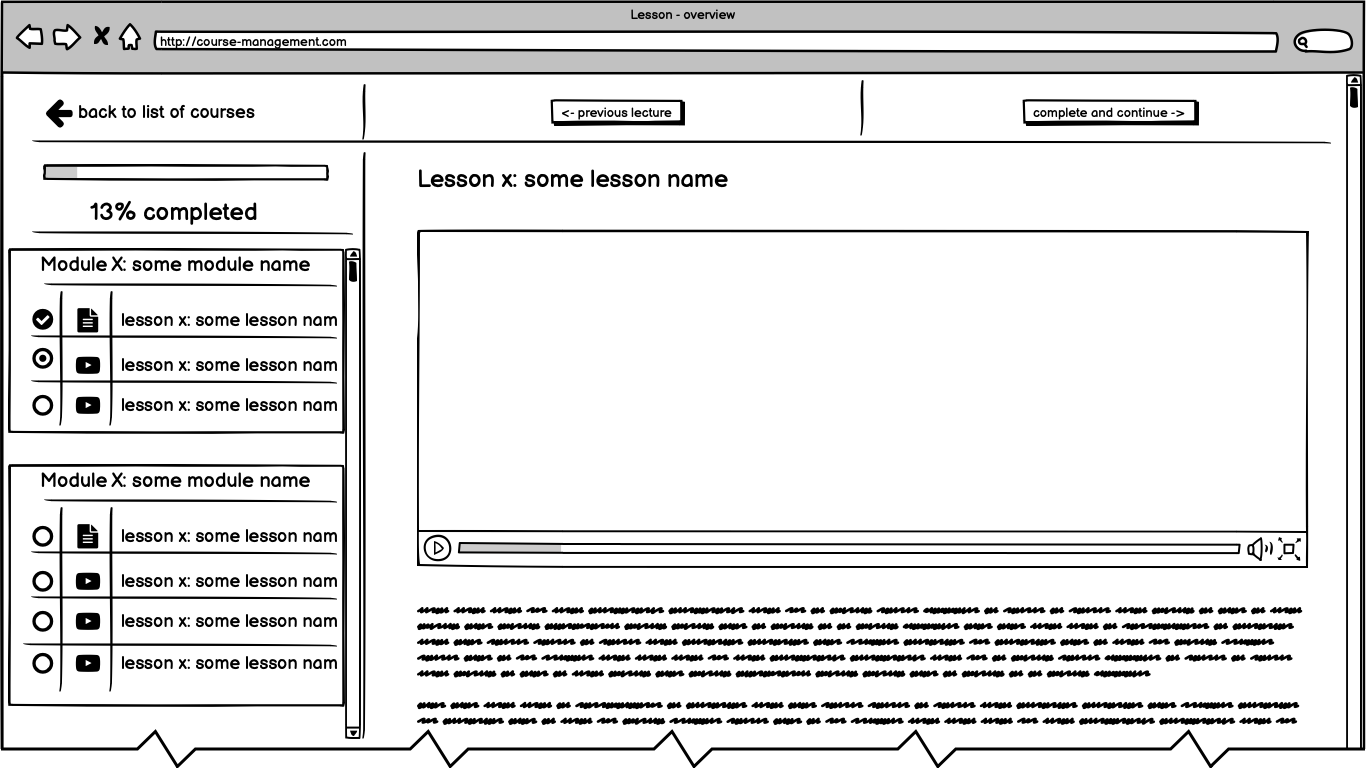 Lesson - overview
http://course-management.com
back to list of courses
<- previous lecture
complete and continue ->
13% completed
Module X: some module name
lesson x: some lesson nam
lesson x: some lesson nam
lesson x: some lesson nam
Module X: some module name
lesson x: some lesson nam
lesson x: some lesson nam
lesson x: some lesson nam
lesson x: some lesson nam
Lesson x: some lesson name